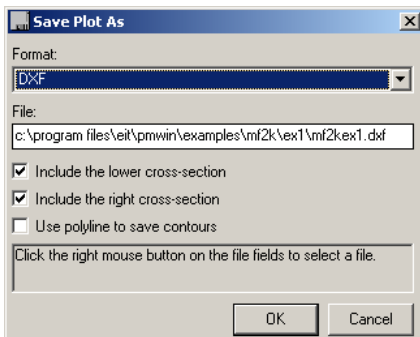 Save Plot As
Format:
DXF
File:
c:\program files\eit\pmwin\examples\mf2k\ex1\mf2kex1.dxf
Include the lower cross-section
Include the right cross-section
Use polyline to save contours
Click the right mouse button on the file fields to select a file.
OK Cancel